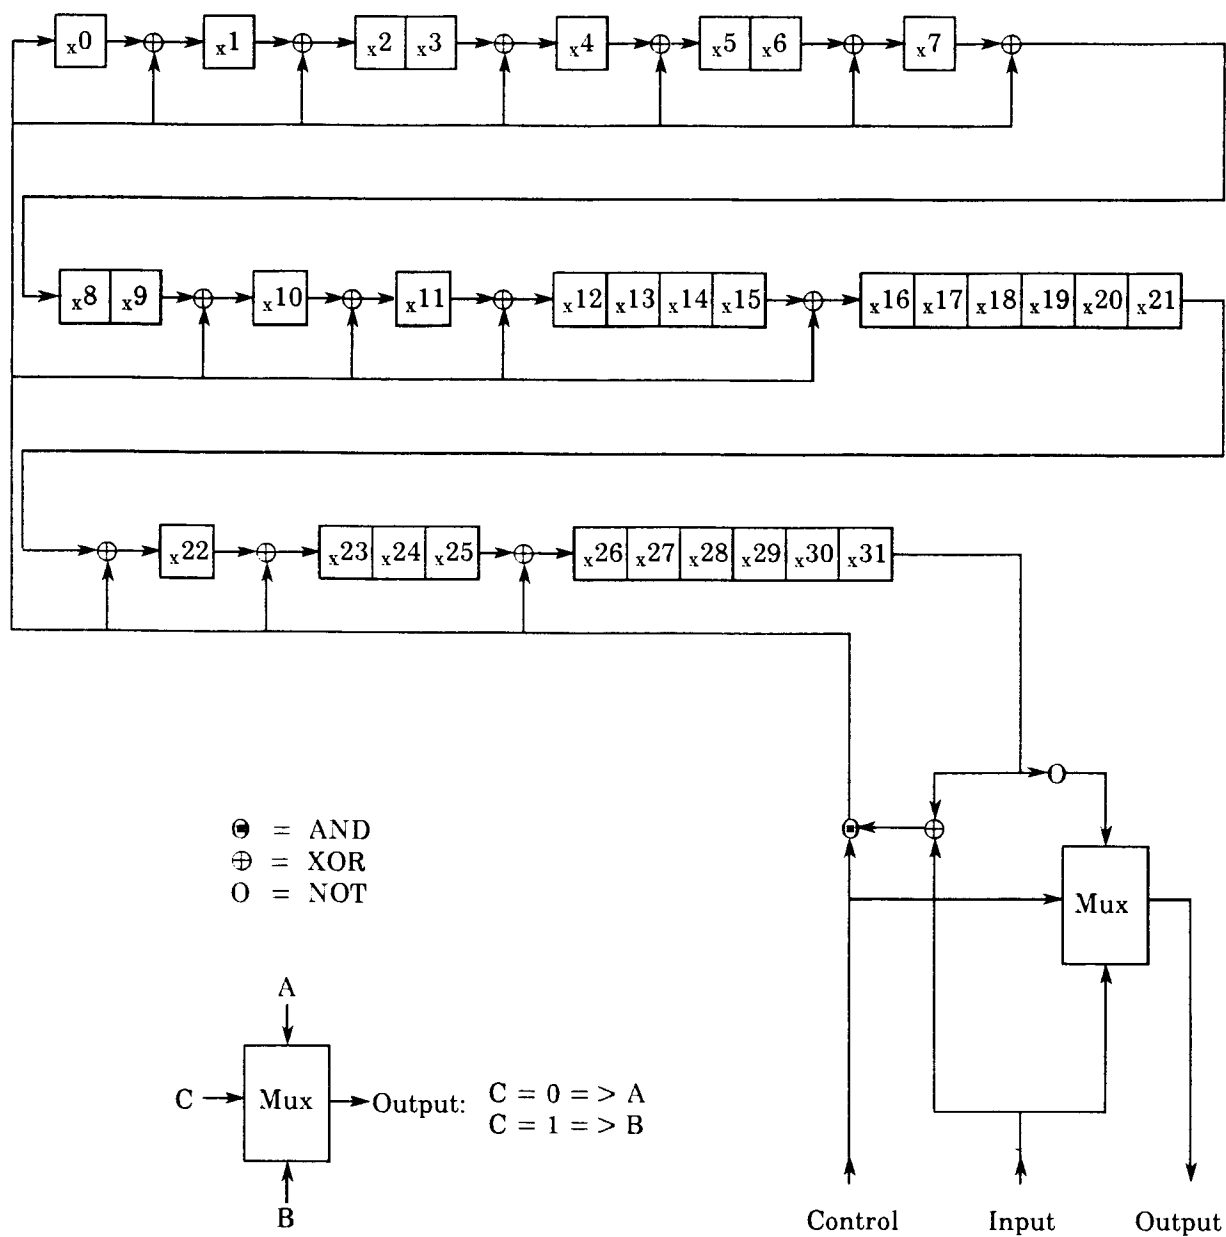 x0 x1 x2 x3 x4 x5 x6 x7
x8 x9 x10 x11 x12 x13 x14 x15 x16 x17 x18 x19 x20 x21
x22 x23 x24 x25 x26 x27 x28 x29 x30 x31
= AND
⊕ = XOR
O = NOT
Mux
A
C Mux Output: C = 0 = > A
C = 1 = > B
B
Control Input Output